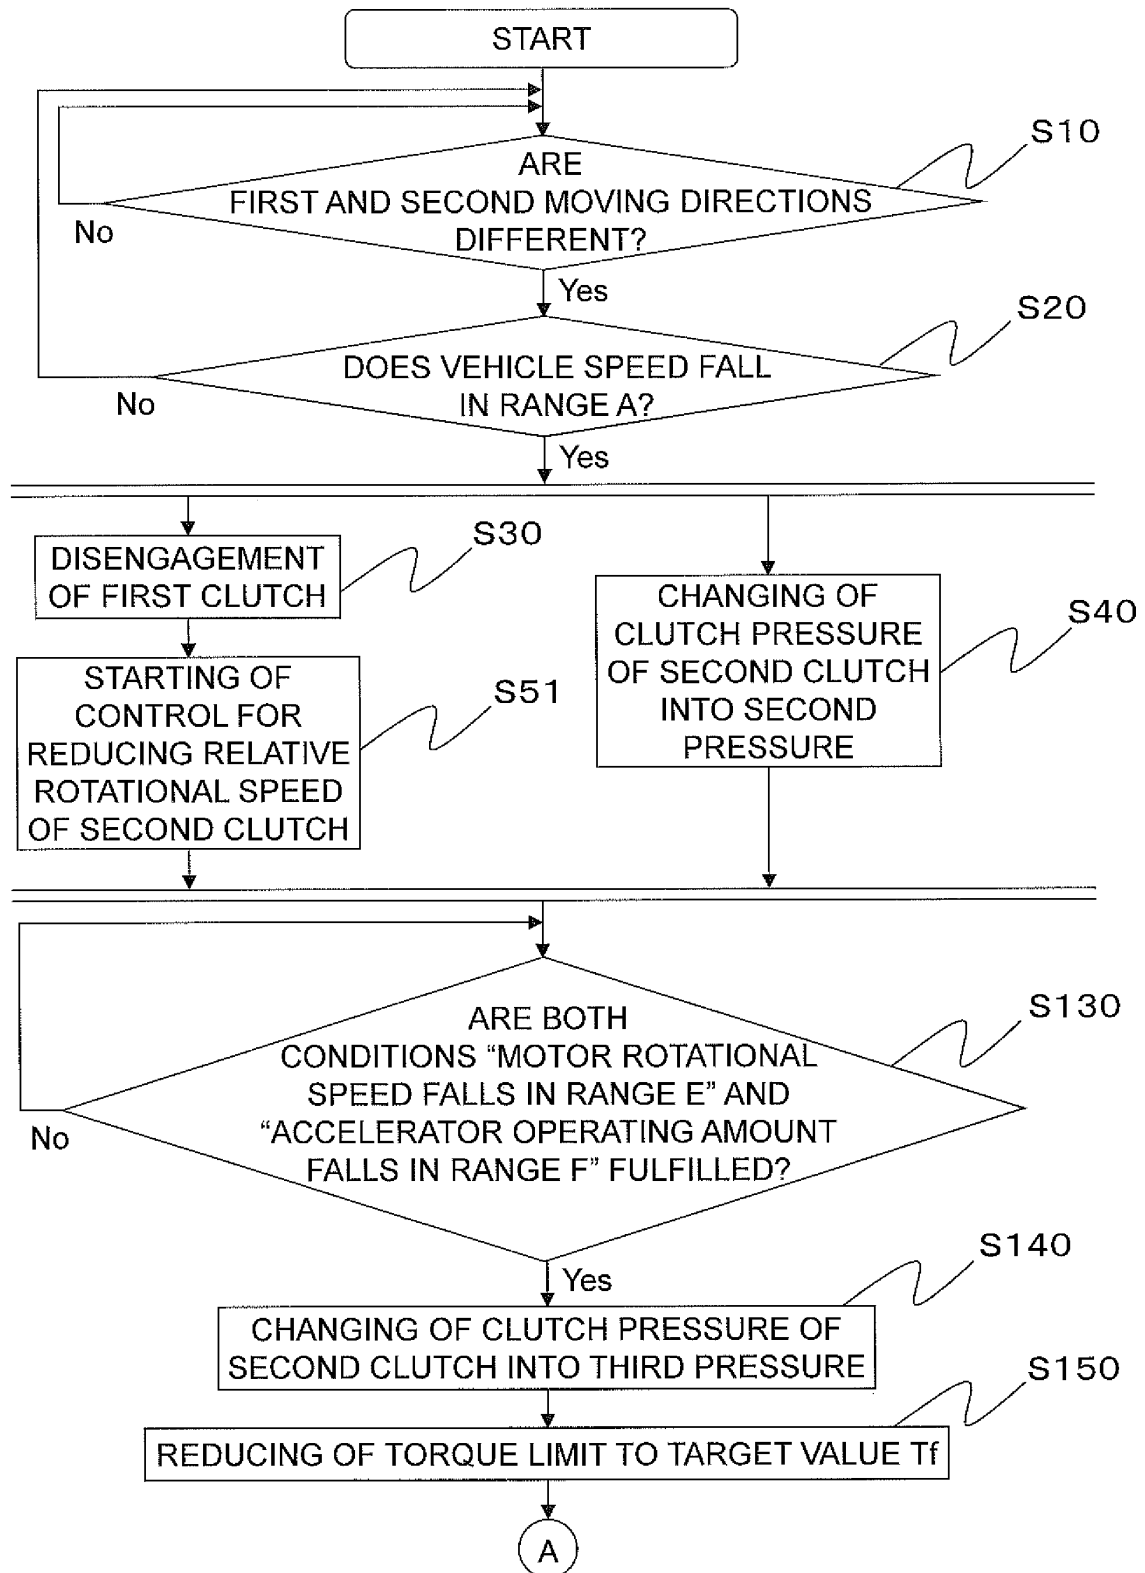 START
S10
ARE
FIRST AND SECOND MOVING DIRECTIONS
DIFFERENT?
No
Yes
S20
DOES VEHICLE SPEED FALL
IN RANGE A?
No
Yes
S30
DISENGAGEMENT
OF FIRST CLUTCH
S51
STARTING OF
CONTROL FOR
REDUCING RELATIVE
ROTATIONAL SPEED
OF SECOND CLUTCH
S40
CHANGING OF
CLUTCH PRESSURE
OF SECOND CLUTCH
INTO SECOND
PRESSURE
S130
ARE BOTH
CONDITIONS “MOTOR ROTATIONAL
SPEED FALLS IN RANGE E” AND
“ACCELERATOR OPERATING AMOUNT
FALLS IN RANGE F” FULFILLED?
No
Yes
S140
CHANGING OF CLUTCH PRESSURE OF
SECOND CLUTCH INTO THIRD PRESSURE
S150
REDUCING OF TORQUE LIMIT TO TARGET VALUE Tf
A